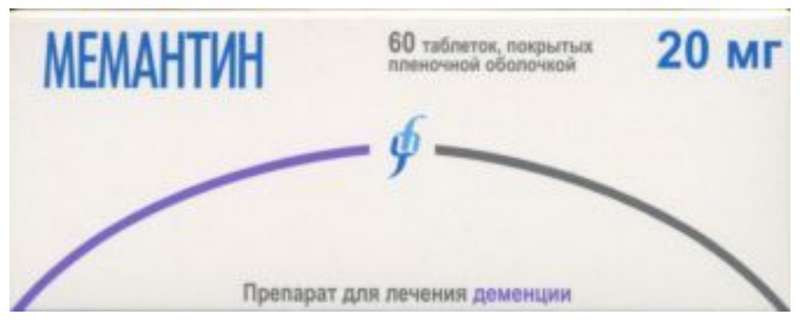 МЕМАНТИН
60 таблеток, покрытых
пленочной оболочкой
20 мг
Препарат для лечения деменции